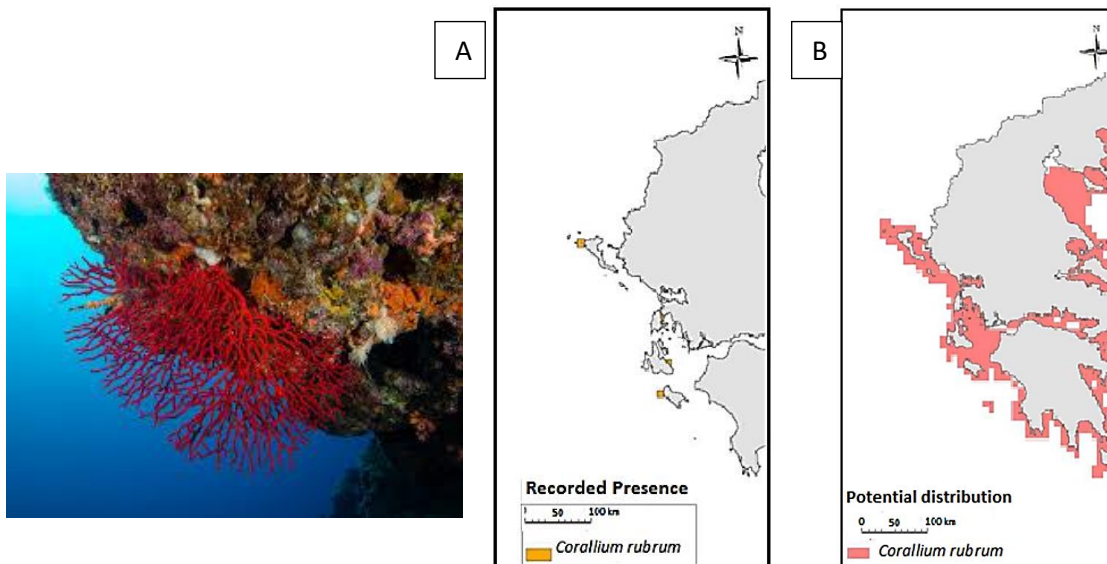 A
N
Recorded Presence
50 100 km
Corallium rubrum
B
N
Potential distribution
0 50 100 km
Corallium rubrum